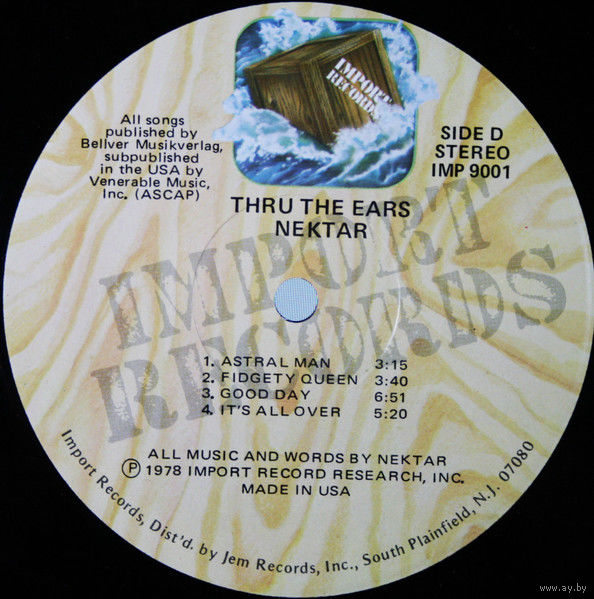 IMPORT
RECORDS
All songs
published by
Bellver Musikverlag,
subpublished
in the USA by
Venerable Music,
Inc. (ASCAP)
SIDE D
STEREO
IMP 9001
THRU THE EARS
NEKTAR
IMPORT
RECORDS
1. ASTRAL MAN 3:15
2. FIDGETY QUEEN 3:40
3. GOOD DAY 6:51
4. IT'S ALL OVER 5:20
ALL MUSIC AND WORDS BY NEKTAR
Ⓟ 1978 IMPORT RECORD RESEARCH, INC.
MADE IN USA
Import Records, Dist'd. by Jem Records, Inc., South Plainfield, N.J. 07080
www.ay.by